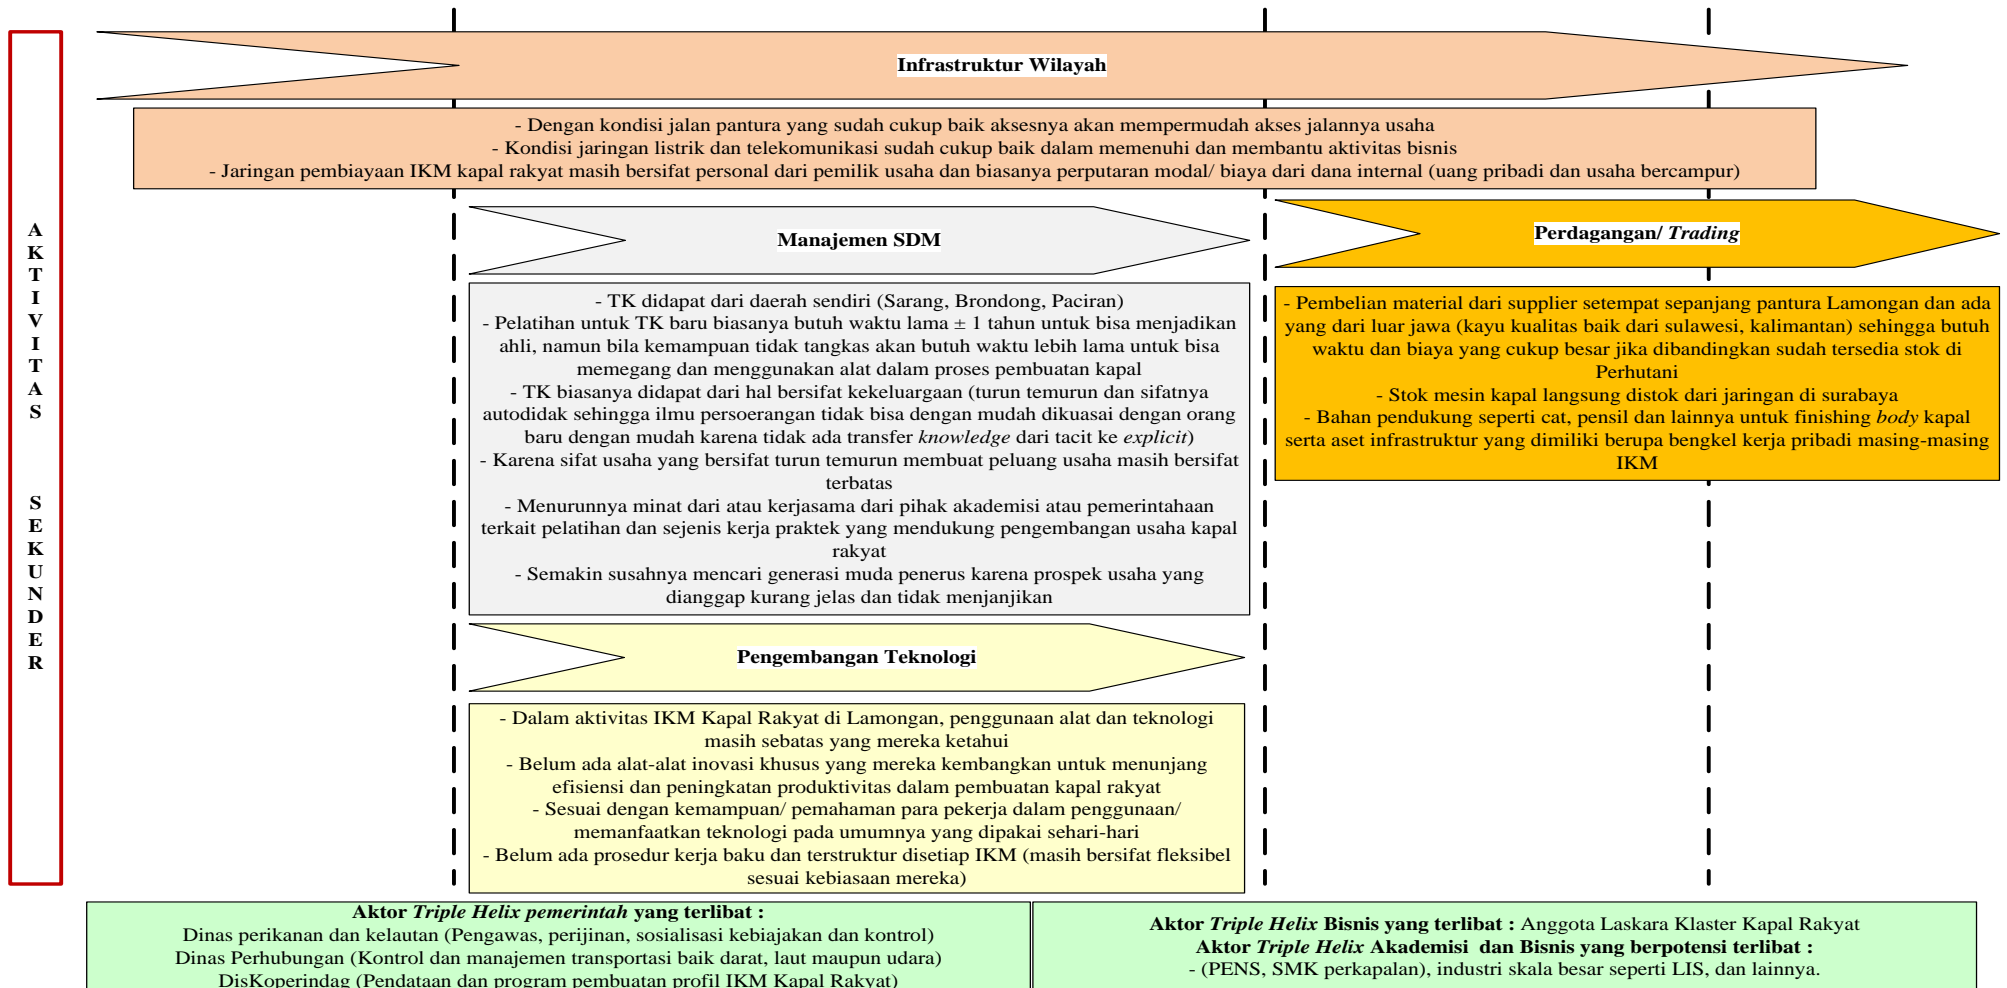 AKTIVITAS SEKUNDER
Infrastruktur Wilayah
- Dengan kondisi jalan pantura yang sudah cukup baik aksesnya akan mempermudah akses jalannya usaha
- Kondisi jaringan listrik dan telekomunikasi sudah cukup baik dalam memenuhi dan membantu aktivitas bisnis
- Jaringan pembiayaan IKM kapal rakyat masih bersifat personal dari pemilik usaha dan biasanya perputaran modal/ biaya dari dana internal (uang pribadi dan usaha bercampur)
Manajemen SDM
- TK didapat dari daerah sendiri (Sarang, Brondong, Paciran)
- Pelatihan untuk TK baru biasanya butuh waktu lama ± 1 tahun untuk bisa menjadikan
ahli, namun bila kemampuan tidak tangkas akan butuh waktu lebih lama untuk bisa
memegang dan menggunakan alat dalam proses pembuatan kapal
- TK biasanya didapat dari hal bersifat kekeluargaan (turun temurun dan sifatnya
autodidak sehingga ilmu persoerangan tidak bisa dengan mudah dikuasai dengan orang
baru dengan mudah karena tidak ada transfer knowledge dari tacit ke explicit)
- Karena sifat usaha yang bersifat turun temurun membuat peluang usaha masih bersifat
terbatas
- Menurunnya minat dari atau kerjasama dari pihak akademisi atau pemerintahaan
terkait pelatihan dan sejenis kerja praktek yang mendukung pengembangan usaha kapal
rakyat
- Semakin susahnya mencari generasi muda penerus karena prospek usaha yang
dianggap kurang jelas dan tidak menjanjikan
Perdagangan/ Trading
- Pembelian material dari supplier setempat sepanjang pantura Lamongan dan ada
yang dari luar jawa (kayu kualitas baik dari sulawesi, kalimantan) sehingga butuh
waktu dan biaya yang cukup besar jika dibandingkan sudah tersedia stok di
Perhutani
- Stok mesin kapal langsung distok dari jaringan di surabaya
- Bahan pendukung seperti cat, pensil dan lainnya untuk finishing body kapal
serta aset infrastruktur yang dimiliki berupa bengkel kerja pribadi masing-masing
IKM
Pengembangan Teknologi
- Dalam aktivitas IKM Kapal Rakyat di Lamongan, penggunaan alat dan teknologi
masih sebatas yang mereka ketahui
- Belum ada alat-alat inovasi khusus yang mereka kembangkan untuk menunjang
efisiensi dan peningkatan produktivitas dalam pembuatan kapal rakyat
- Sesuai dengan kemampuan/ pemahaman para pekerja dalam penggunaan/
memanfaatkan teknologi pada umumnya yang dipakai sehari-hari
- Belum ada prosedur kerja baku dan terstruktur disetiap IKM (masih bersifat fleksibel
sesuai kebiasaan mereka)
Aktor Triple Helix pemerintah yang terlibat :
Dinas perikanan dan kelautan (Pengawas, perijinan, sosialisasi kebiajakan dan kontrol)
Dinas Perhubungan (Kontrol dan manajemen transportasi baik darat, laut maupun udara)
DisKoperindag (Pendataan dan program pembuatan profil IKM Kapal Rakyat)
Aktor Triple Helix Bisnis yang terlibat : Anggota Laskara Klaster Kapal Rakyat
Aktor Triple Helix Akademisi dan Bisnis yang berpotensi terlibat :
- (PENS, SMK perkapalan), industri skala besar seperti LIS, dan lainnya.